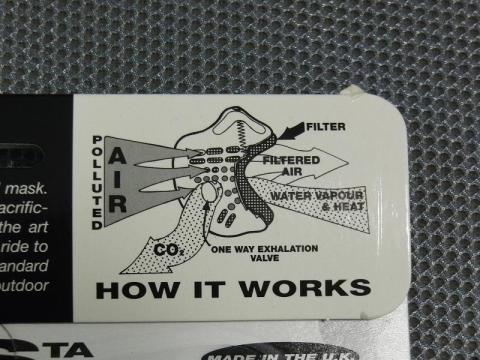 POLLUTED
AIR
FILTER
FILTERED
AIR
WATER VAPOUR
& HEAT
CO₂
ONE WAY EXHALATION
VALVE
HOW IT WORKS
mask.
acrific-
the art
ride to
andard
outdoor
TA
MADE IN THE U.K.